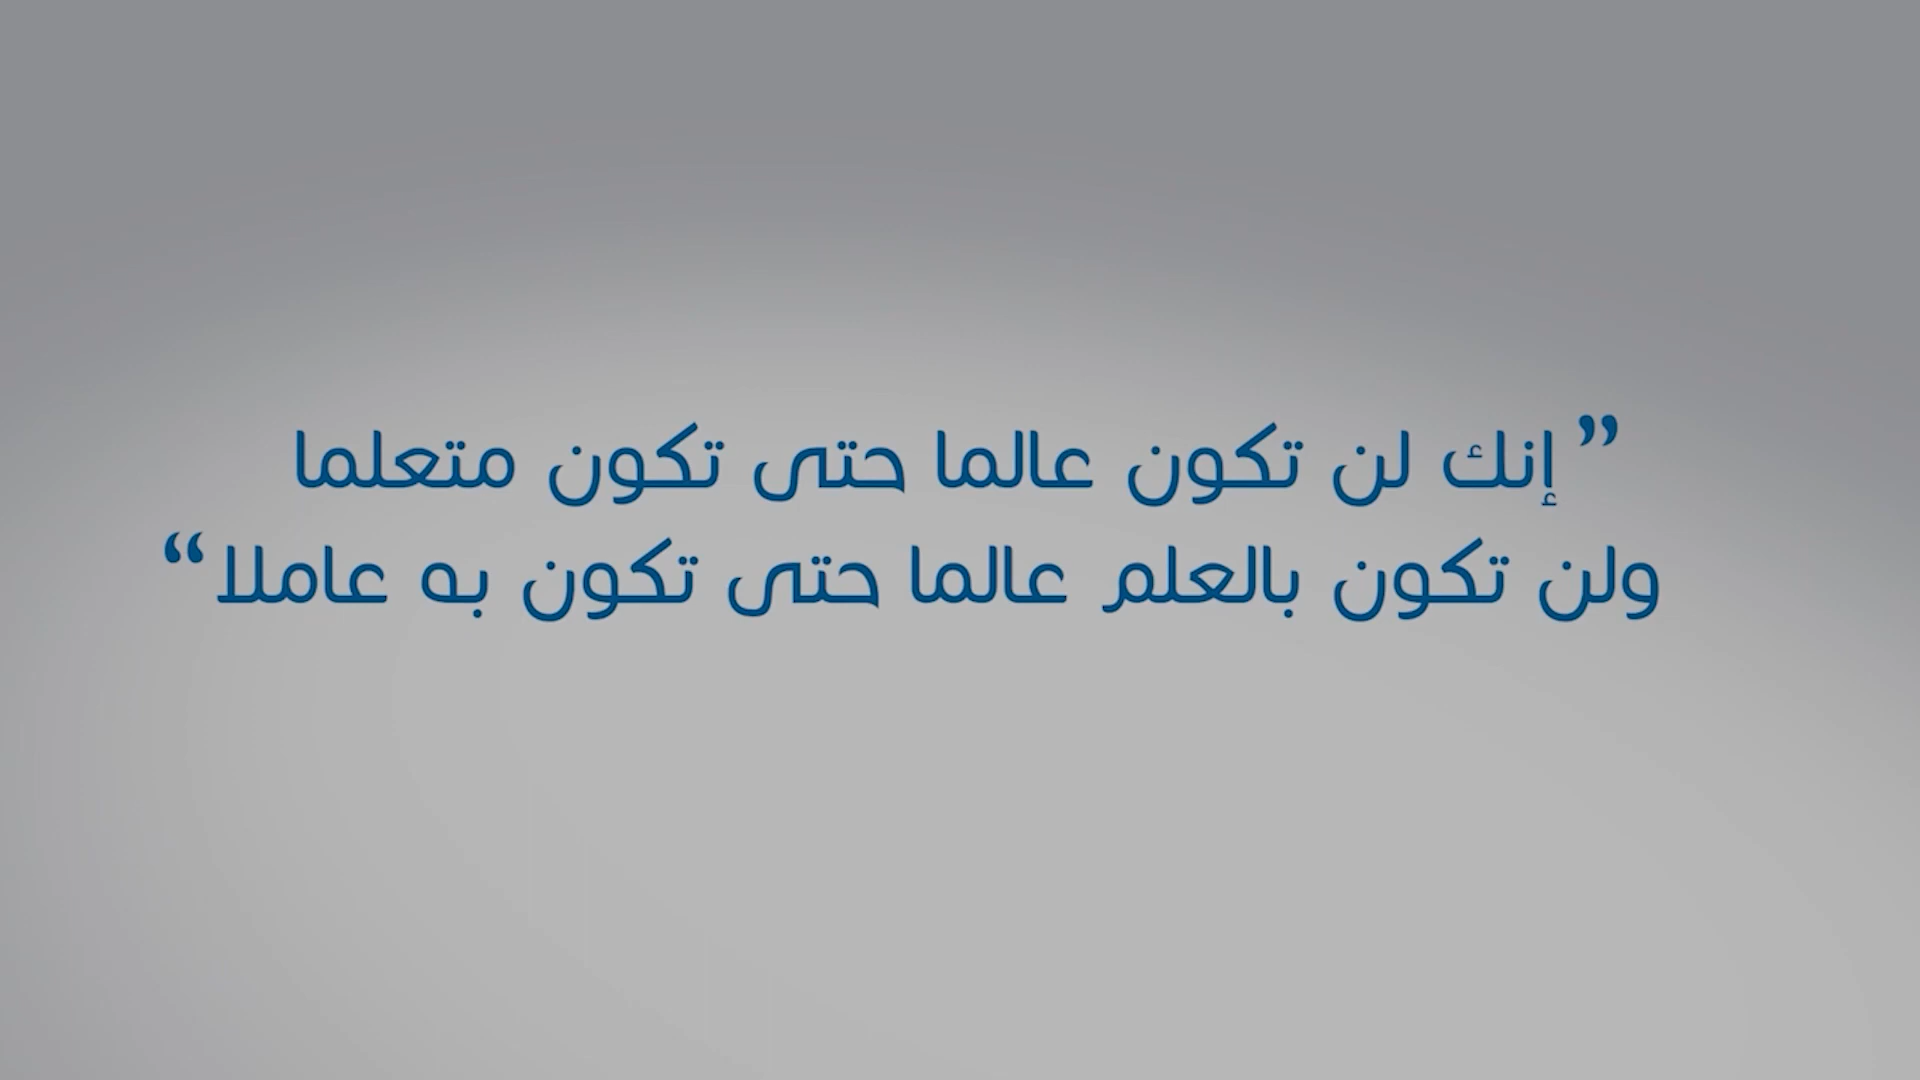 ”إنك لن تكون عالما حتى تكون متعلما
ولن تكون بالعلم عالما حتى تكون به عاملا“